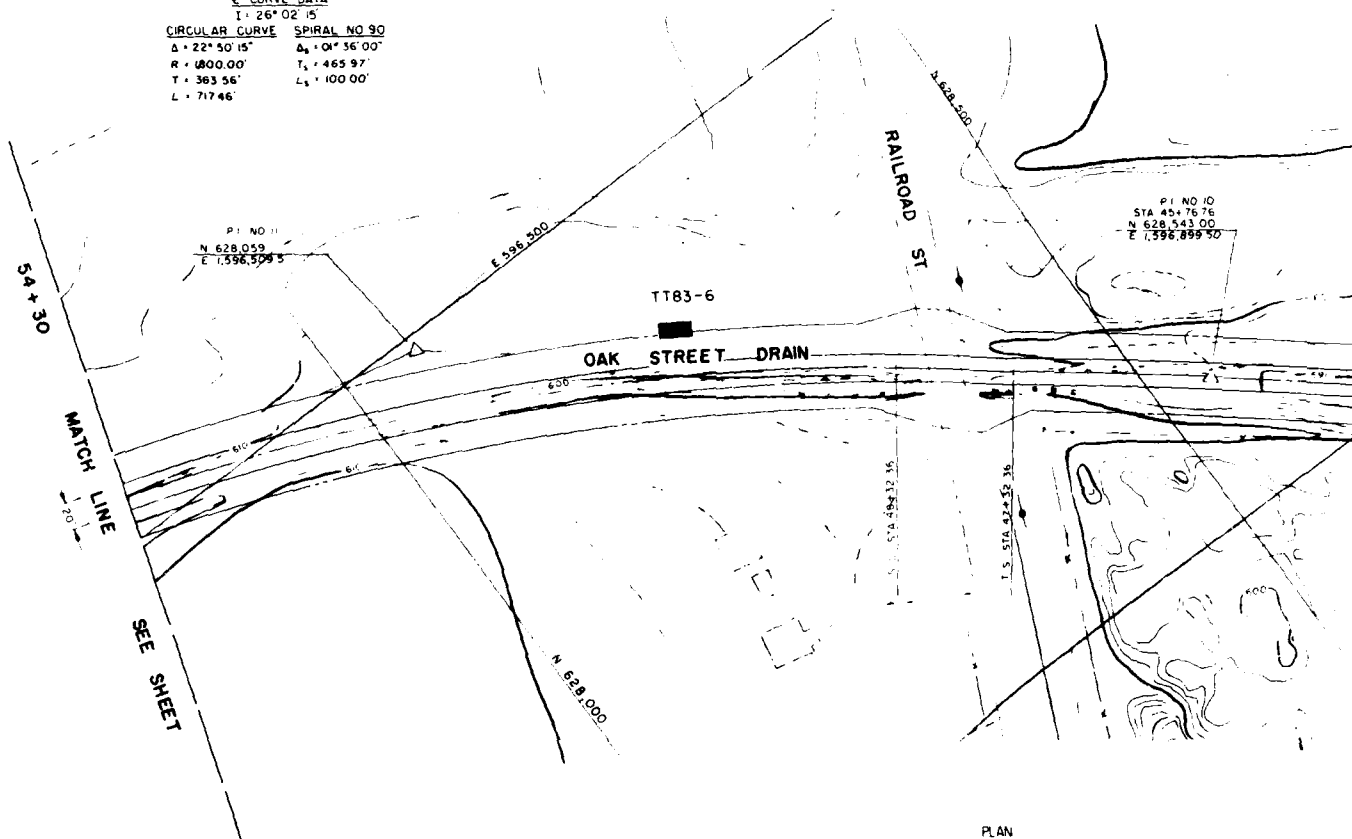 ℄ CURVE DATA
I = 26° 02' 15"
CIRCULAR CURVE
Δ = 22° 50' 15"
R = 1800.00'
T = 363.56'
L = 717.46'
SPIRAL NO 90
Δs = 01° 36' 00"
Ts = 465.97'
Ls = 100.00'
N 628,500
RAILROAD ST
P I NO 10
STA 45+76.76
N 628,543.00
E 1,596,899.50
P.I. NO 11
N 628,059
E 1,596,509.5
E 596,500
54+30
TT83-6
OAK STREET DRAIN
600
610
610
MATCH LINE
20'
SEE SHEET
STA 48+32.36
T.S. STA 42+32.36
600
N 628,000
PLAN